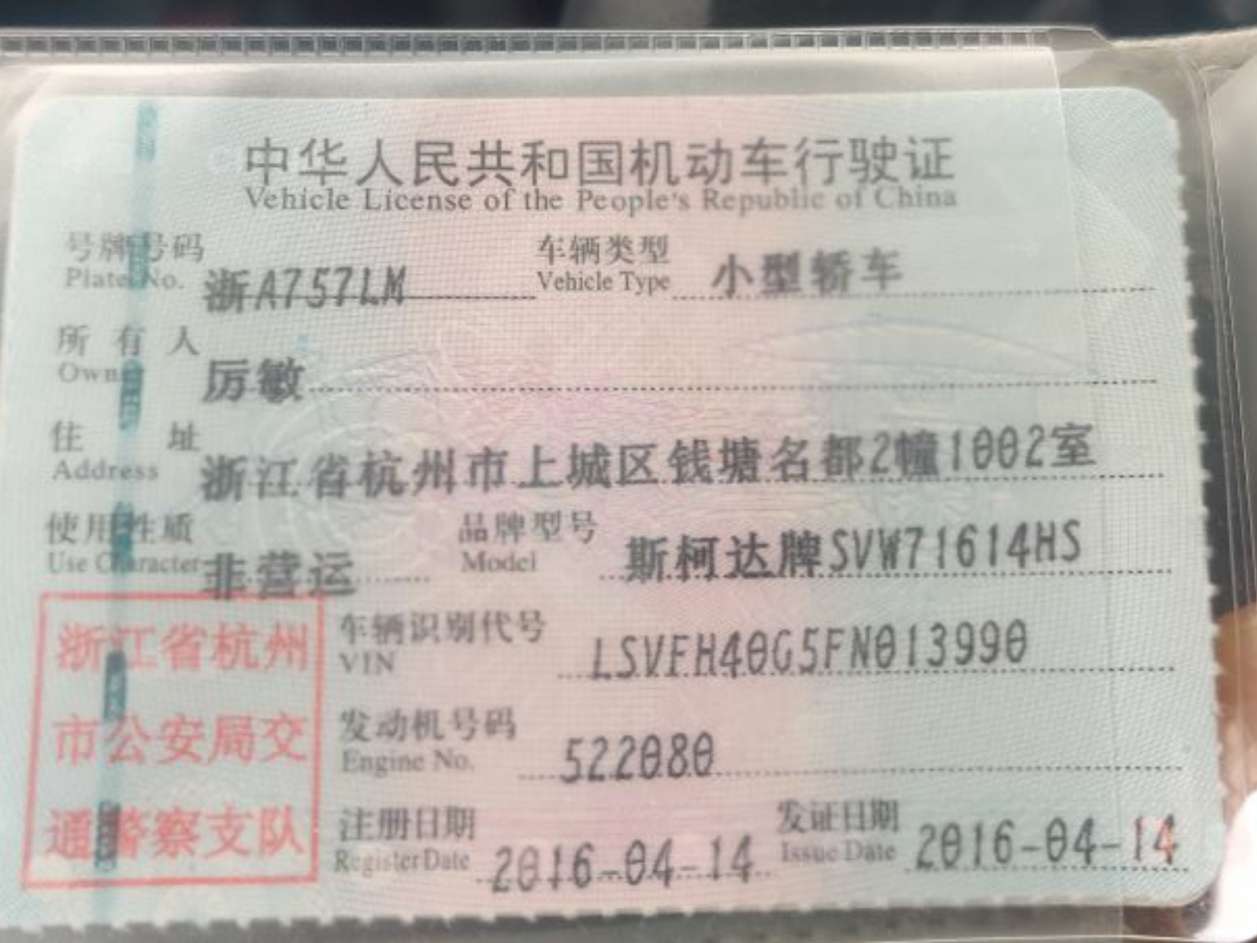 中华人民共和国机动车行驶证
Vehicle License of the People's Republic of China
号牌号码 浙A757LM 车辆类型 小型轿车
Plate No. Vehicle Type
所有人 厉敏
Owner
住址 浙江省杭州市上城区钱塘名都2幢1002室
Address
使用性质 非营运 品牌型号 斯柯达牌SVW71614HS
Use Character Model
浙江省杭州
市公安局交
通警察支队
车辆识别代号 LSVFH40G5FN013990
VIN
发动机号码 522080
Engine No.
注册日期 2016-04-14 发证日期 2016-04-14
Register Date Issue Date